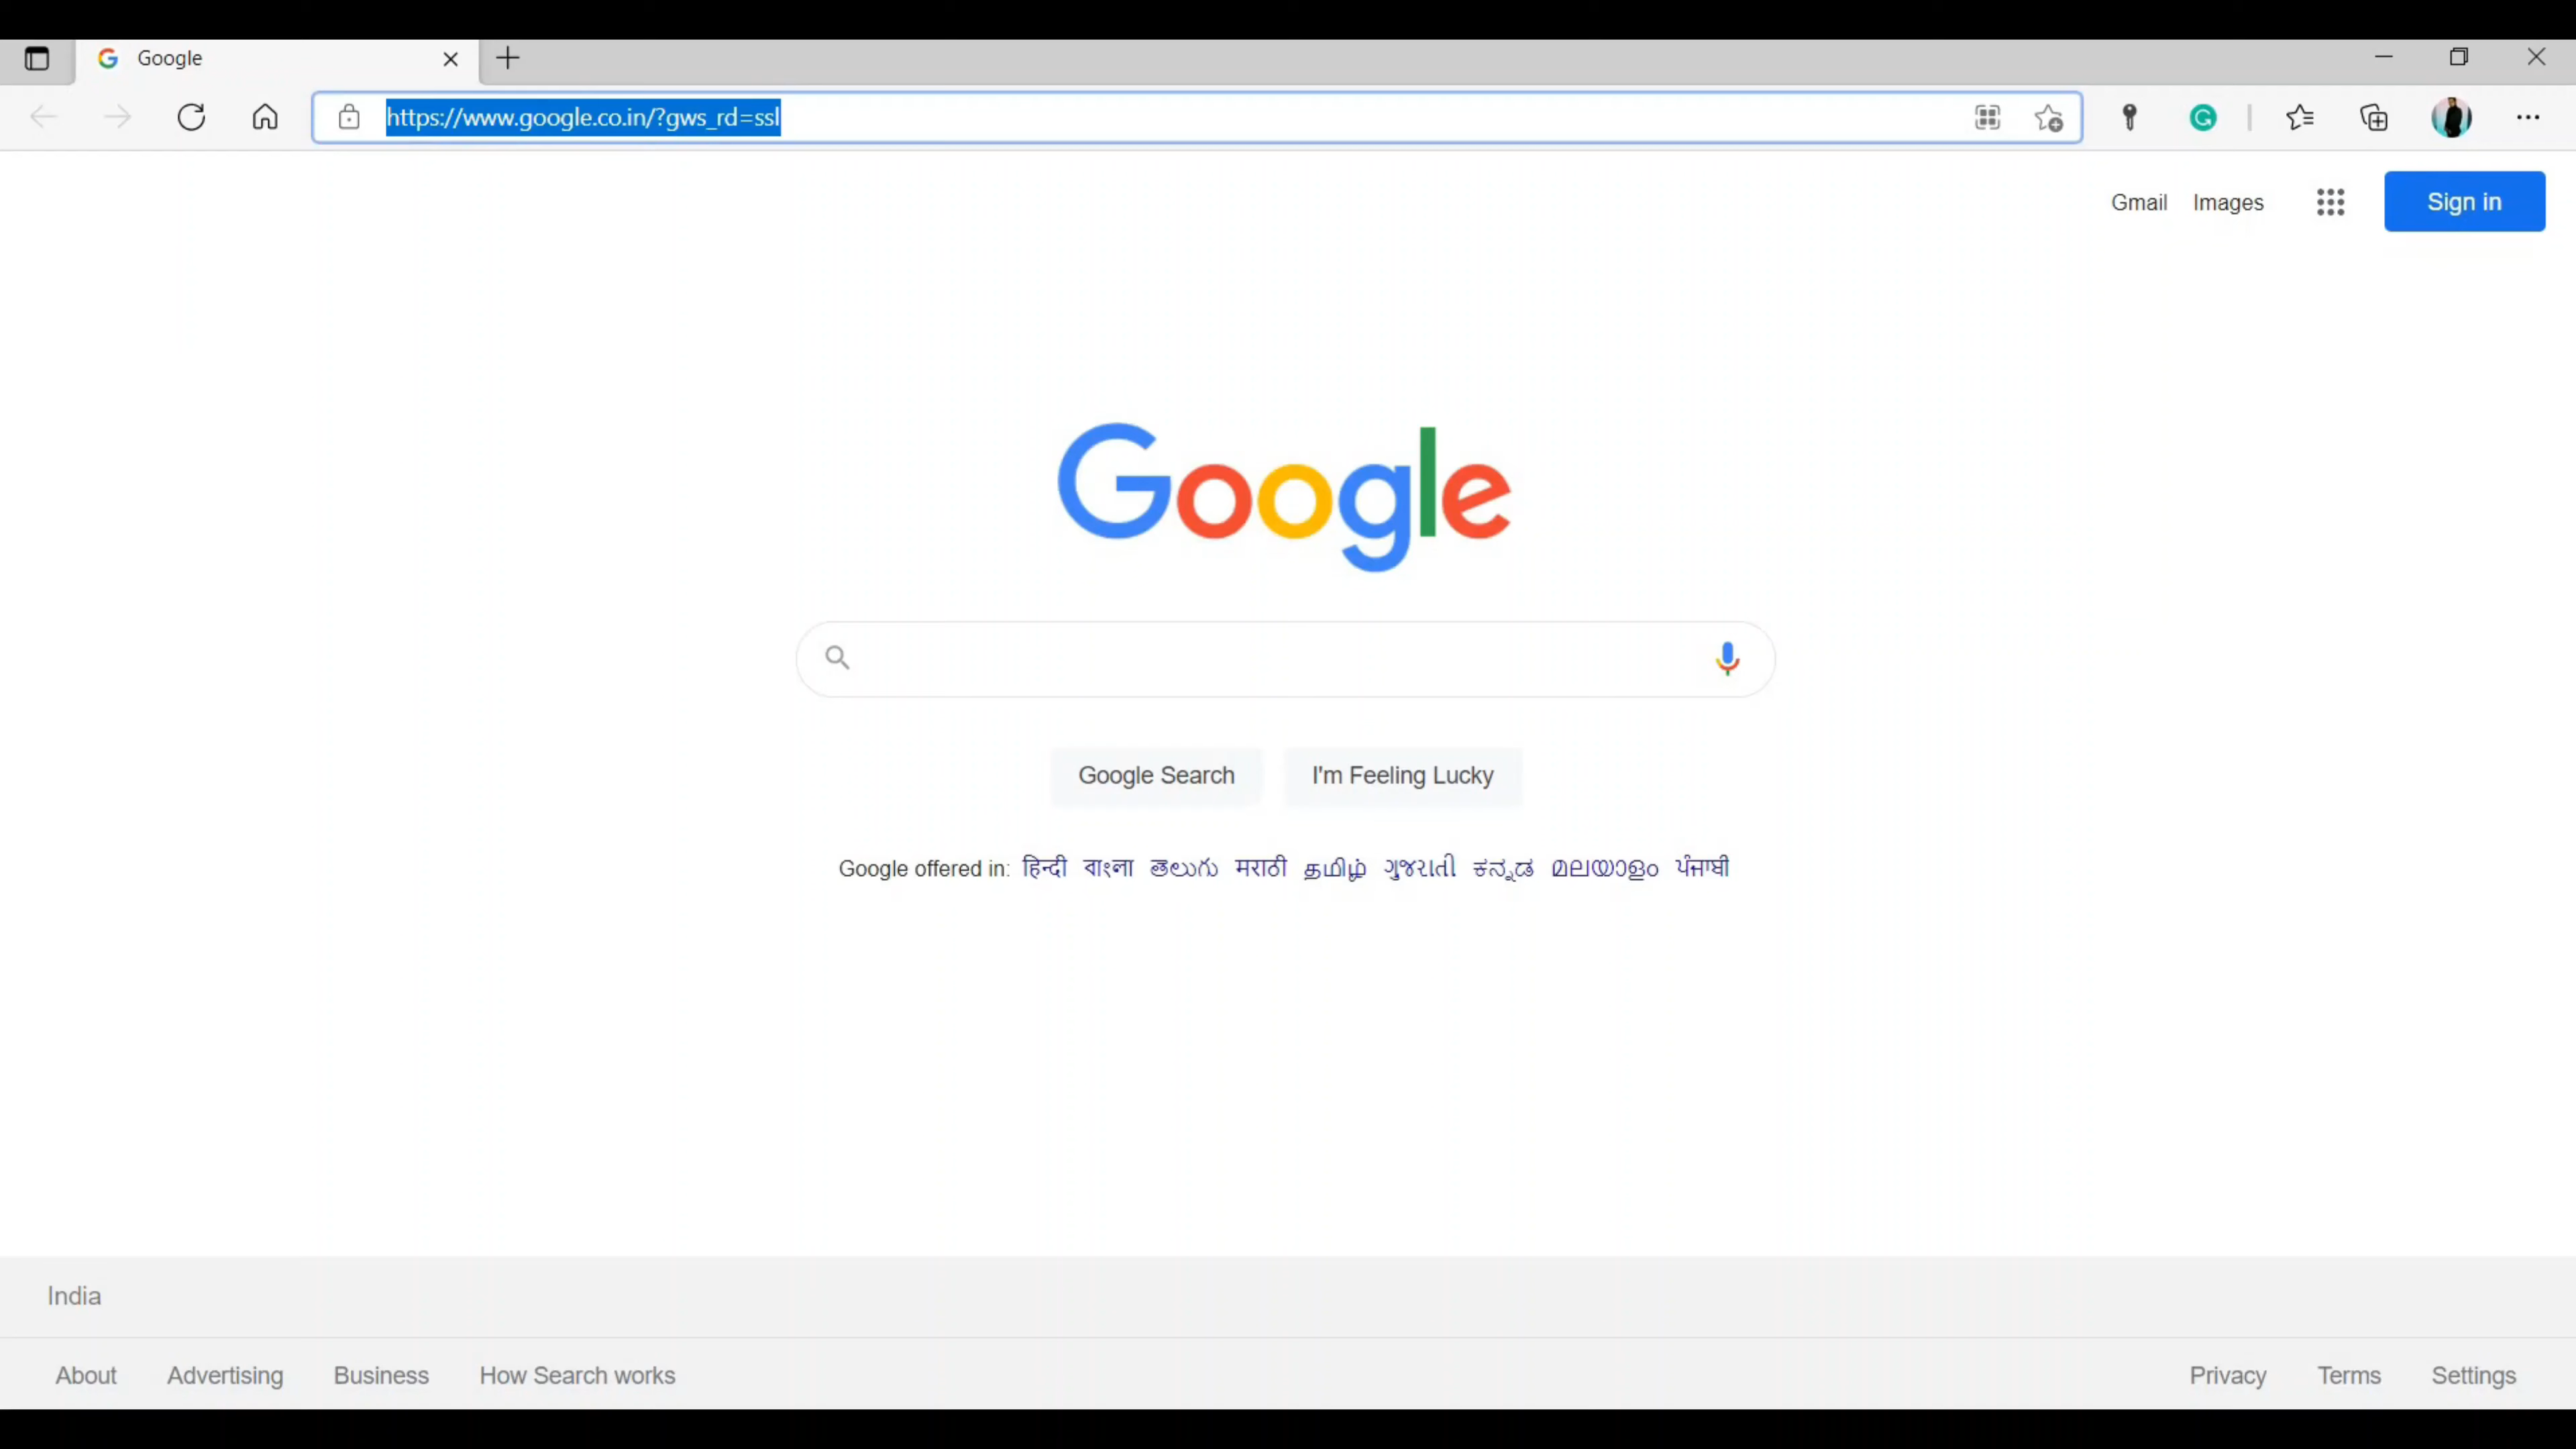 Google
https://www.google.co.in/?gws_rd=ssl
Gmail Images Sign in
Google
Google Search I'm Feeling Lucky
Google offered in: हिन्दी বাংলা తెలుగు मराठी தமிழ் ગુજરાતી ಕನ್ನಡ മലയാളം ਪੰਜਾਬੀ
India
About Advertising Business How Search works Privacy Terms Settings